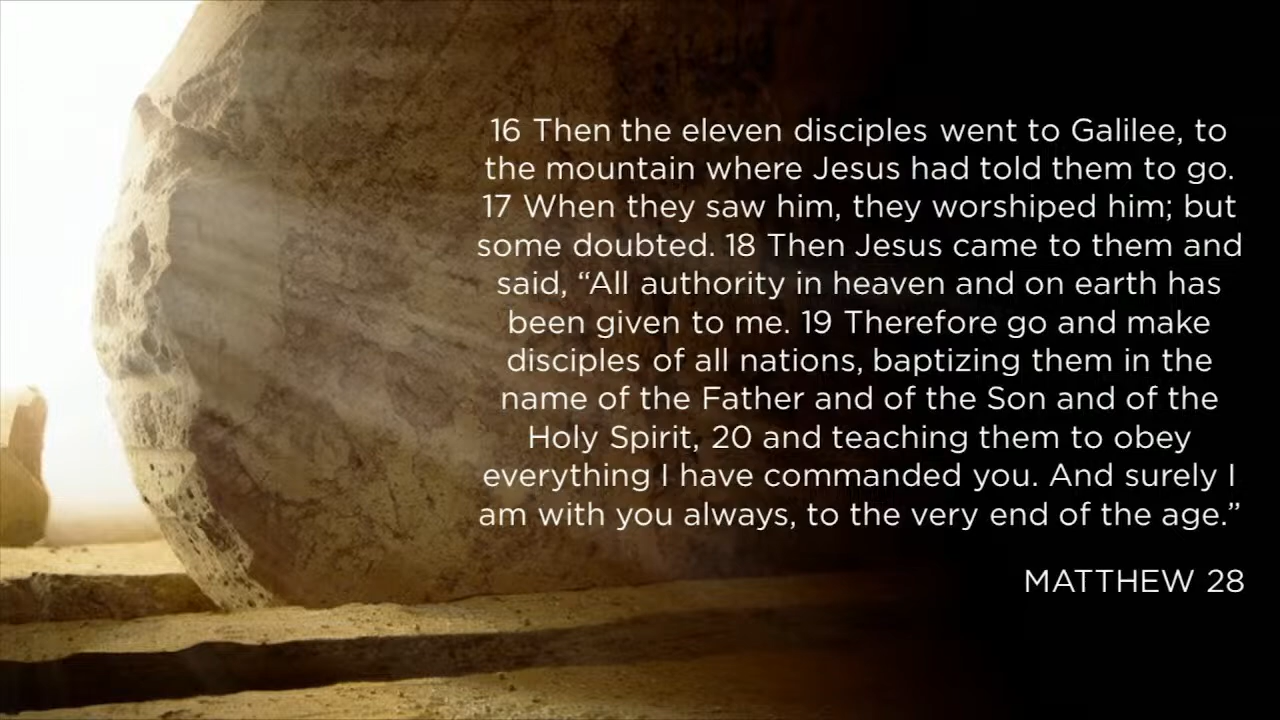 16 Then the eleven disciples went to Galilee, to
the mountain where Jesus had told them to go.
17 When they saw him, they worshiped him; but
some doubted. 18 Then Jesus came to them and
said, “All authority in heaven and on earth has
been given to me. 19 Therefore go and make
disciples of all nations, baptizing them in the
name of the Father and of the Son and of the
Holy Spirit, 20 and teaching them to obey
everything I have commanded you. And surely I
am with you always, to the very end of the age.”
MATTHEW 28